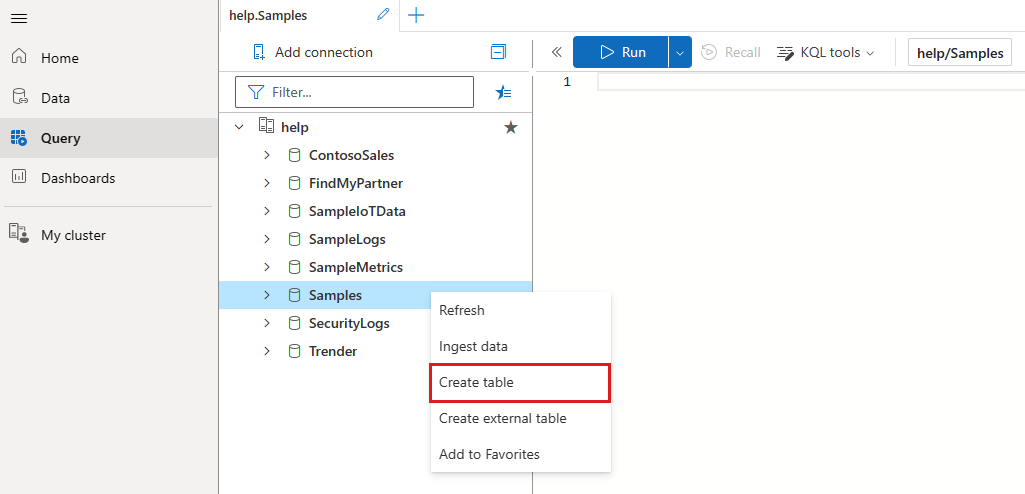 help.Samples
Home
Data
Query
Dashboards
My cluster
Add connection
Filter...
help
ContosoSales
FindMyPartner
SampleIoTData
SampleLogs
SampleMetrics
Samples
SecurityLogs
Trender
Refresh
Ingest data
Create table
Create external table
Add to Favorites
Run
Recall
KQL tools
help/Samples
1